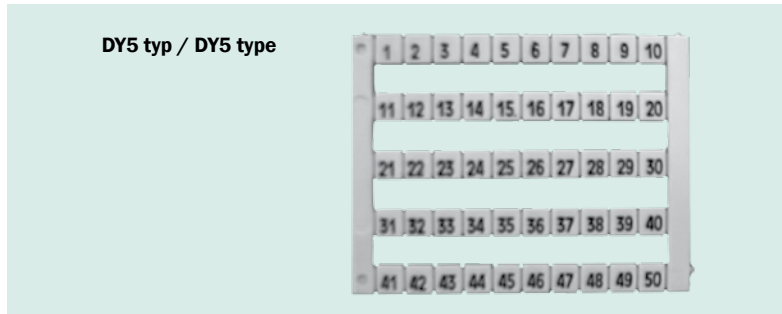 DY5 typ / DY5 type
1 2 3 4 5 6 7 8 9 10
11 12 13 14 15. 16 17 18 19 20
21 22 23 24 25 26 27 28 29 30
31 32 33 34 35 36 37 38 39 40
41 42 43 44 45 46 47 48 49 50